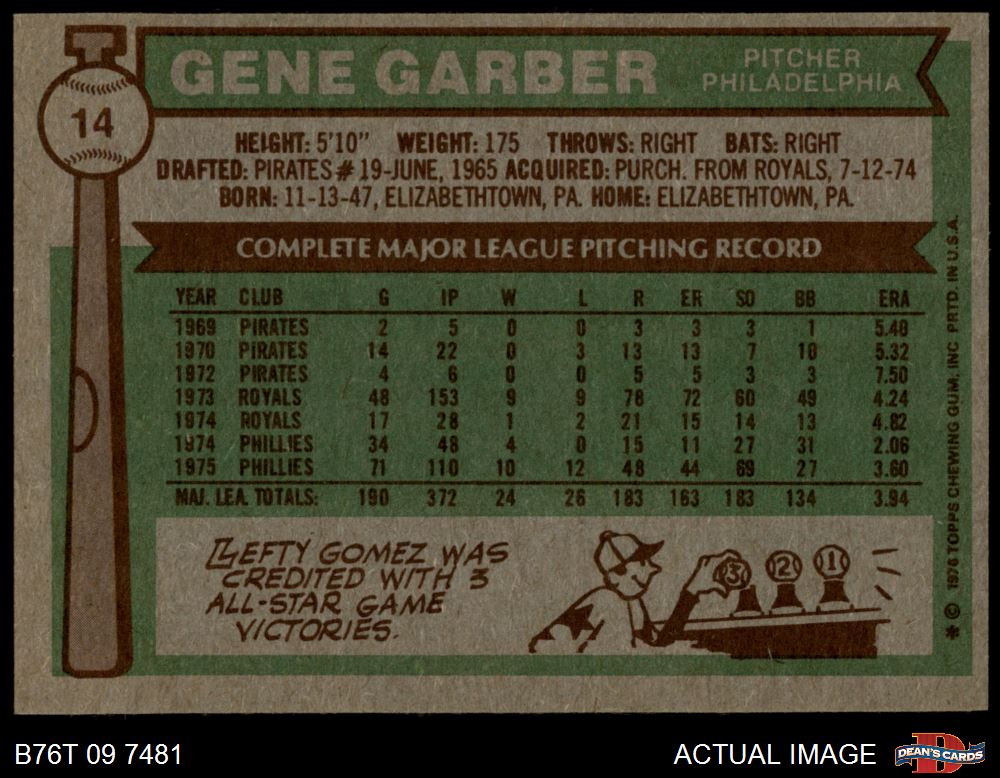 GENE GARBER
PITCHER
PHILADELPHIA
14
HEIGHT: 5'10" WEIGHT: 175 THROWS: RIGHT BATS: RIGHT
DRAFTED: PIRATES # 19-JUNE, 1965 ACQUIRED: PURCH. FROM ROYALS, 7-12-74
BORN: 11-13-47, ELIZABETHTOWN, PA. HOME: ELIZABETHTOWN, PA.
COMPLETE MAJOR LEAGUE PITCHING RECORD
YEAR CLUB G IP W L R ER SO BB ERA
1969 PIRATES 2 5 0 0 3 3 3 1 5.40
1970 PIRATES 14 22 0 3 13 13 7 10 5.32
1972 PIRATES 4 6 0 0 5 5 3 3 7.50
1973 ROYALS 48 153 9 9 78 72 60 49 4.24
1974 ROYALS 17 28 1 2 21 15 14 13 4.82
1974 PHILLIES 34 48 4 0 15 11 27 31 2.06
1975 PHILLIES 71 110 10 12 48 44 69 27 3.60
MAJ. LEA. TOTALS: 190 372 24 26 183 163 183 134 3.94
LEFTY GOMEZ WAS
CREDITED WITH 3
ALL-STAR GAME
VICTORIES.
3 2 1
* © 1976 TOPPS CHEWING GUM, INC PRTD. IN U.S.A.
B76T 09 7481
ACTUAL IMAGE
DEAN'S CARDS